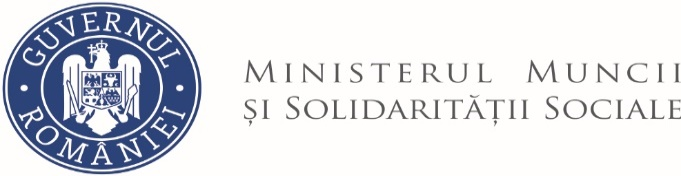 GUVERNUL
ROMÂNIEI
MINISTERUL MUNCII
ȘI SOLIDARITĂȚII SOCIALE